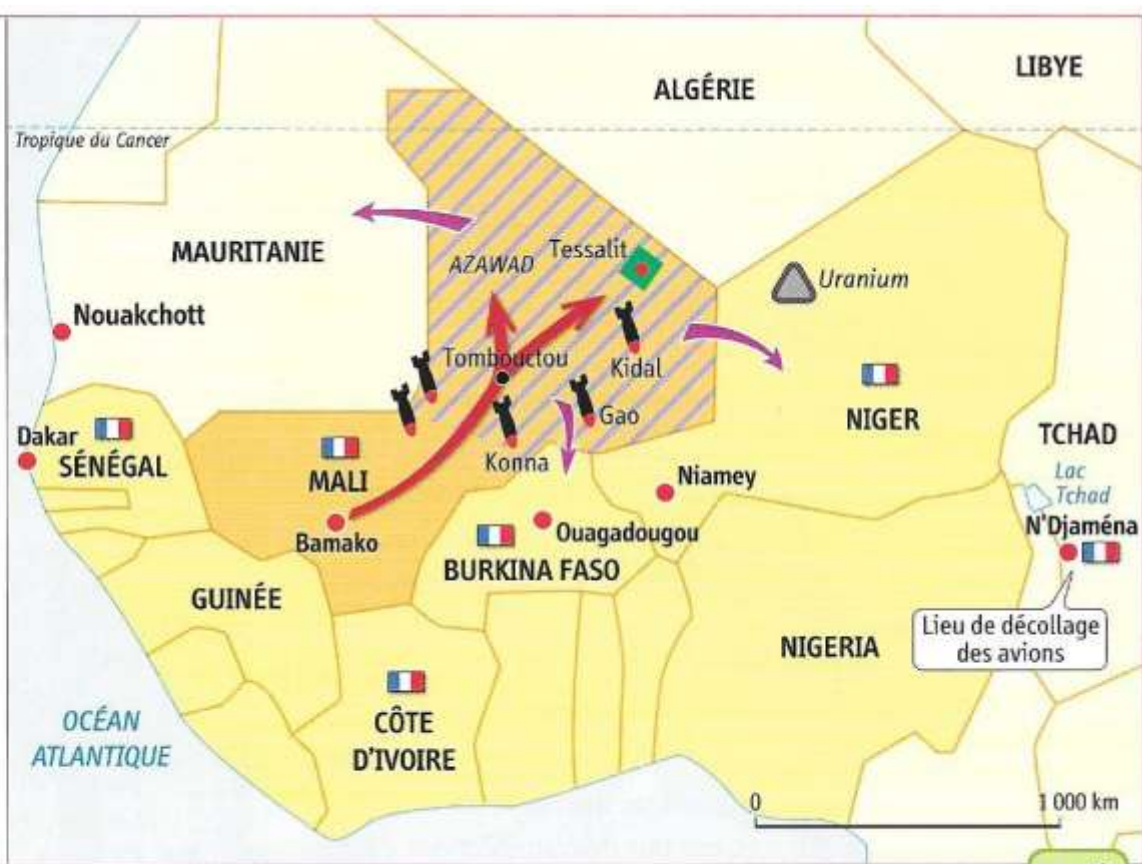 LIBYE
ALGÉRIE
Tropique du Cancer
MAURITANIE
Tessalit
AZAWAD
Uranium
Nouakchott
Tombouctou
Kidal
Gao
NIGER
Dakar
SÉNÉGAL
MALI
Konna
TCHAD
Lac
Tchad
Niamey
N'Djaména
Bamako
Ouagadougou
BURKINA FASO
GUINÉE
Lieu de décollage
des avions
NIGERIA
OCÉAN
ATLANTIQUE
CÔTE
D'IVOIRE
0
1 000 km